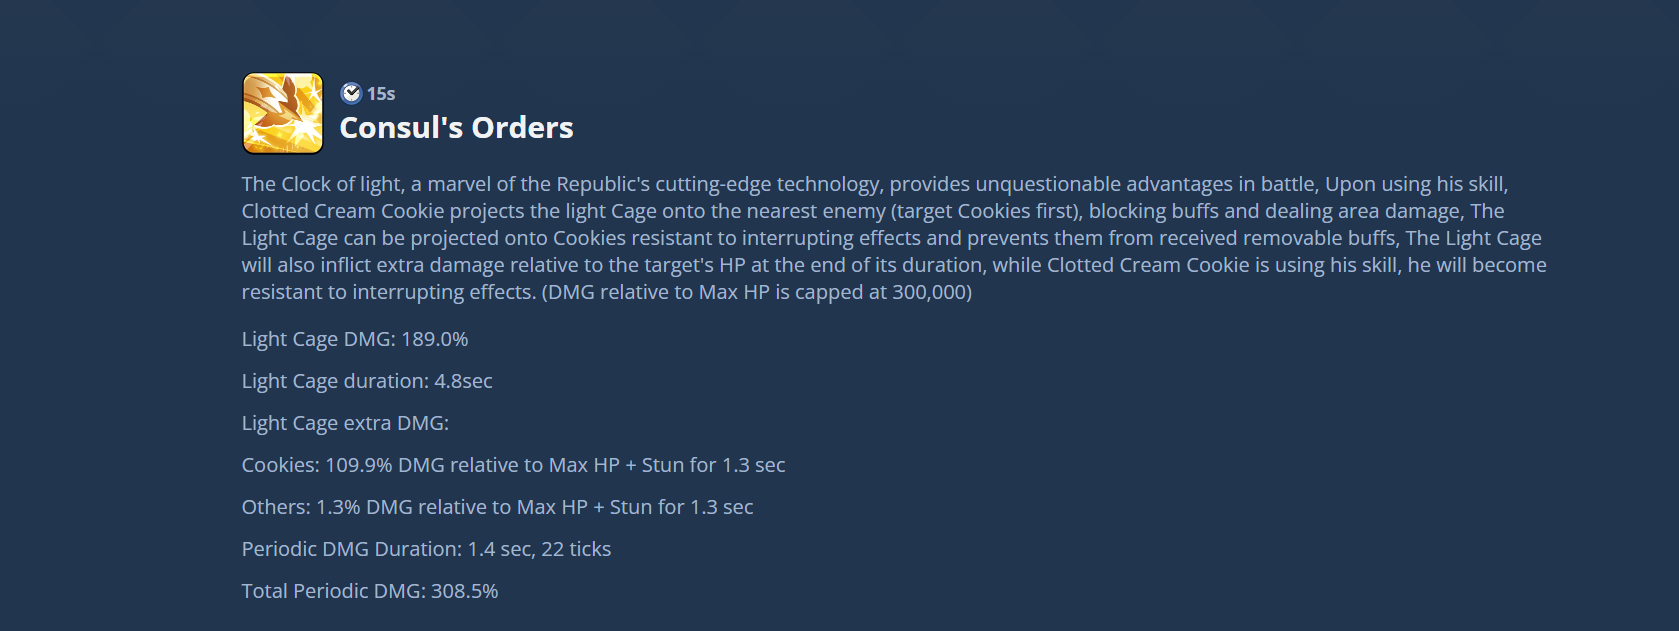 15s
Consul's Orders
The Clock of light, a marvel of the Republic's cutting-edge technology, provides unquestionable advantages in battle, Upon using his skill,
Clotted Cream Cookie projects the light Cage onto the nearest enemy (target Cookies first), blocking buffs and dealing area damage, The
Light Cage can be projected onto Cookies resistant to interrupting effects and prevents them from received removable buffs, The Light Cage
will also inflict extra damage relative to the target's HP at the end of its duration, while Clotted Cream Cookie is using his skill, he will become
resistant to interrupting effects. (DMG relative to Max HP is capped at 300,000)
Light Cage DMG: 189.0%
Light Cage duration: 4.8sec
Light Cage extra DMG:
Cookies: 109.9% DMG relative to Max HP + Stun for 1.3 sec
Others: 1.3% DMG relative to Max HP + Stun for 1.3 sec
Periodic DMG Duration: 1.4 sec, 22 ticks
Total Periodic DMG: 308.5%